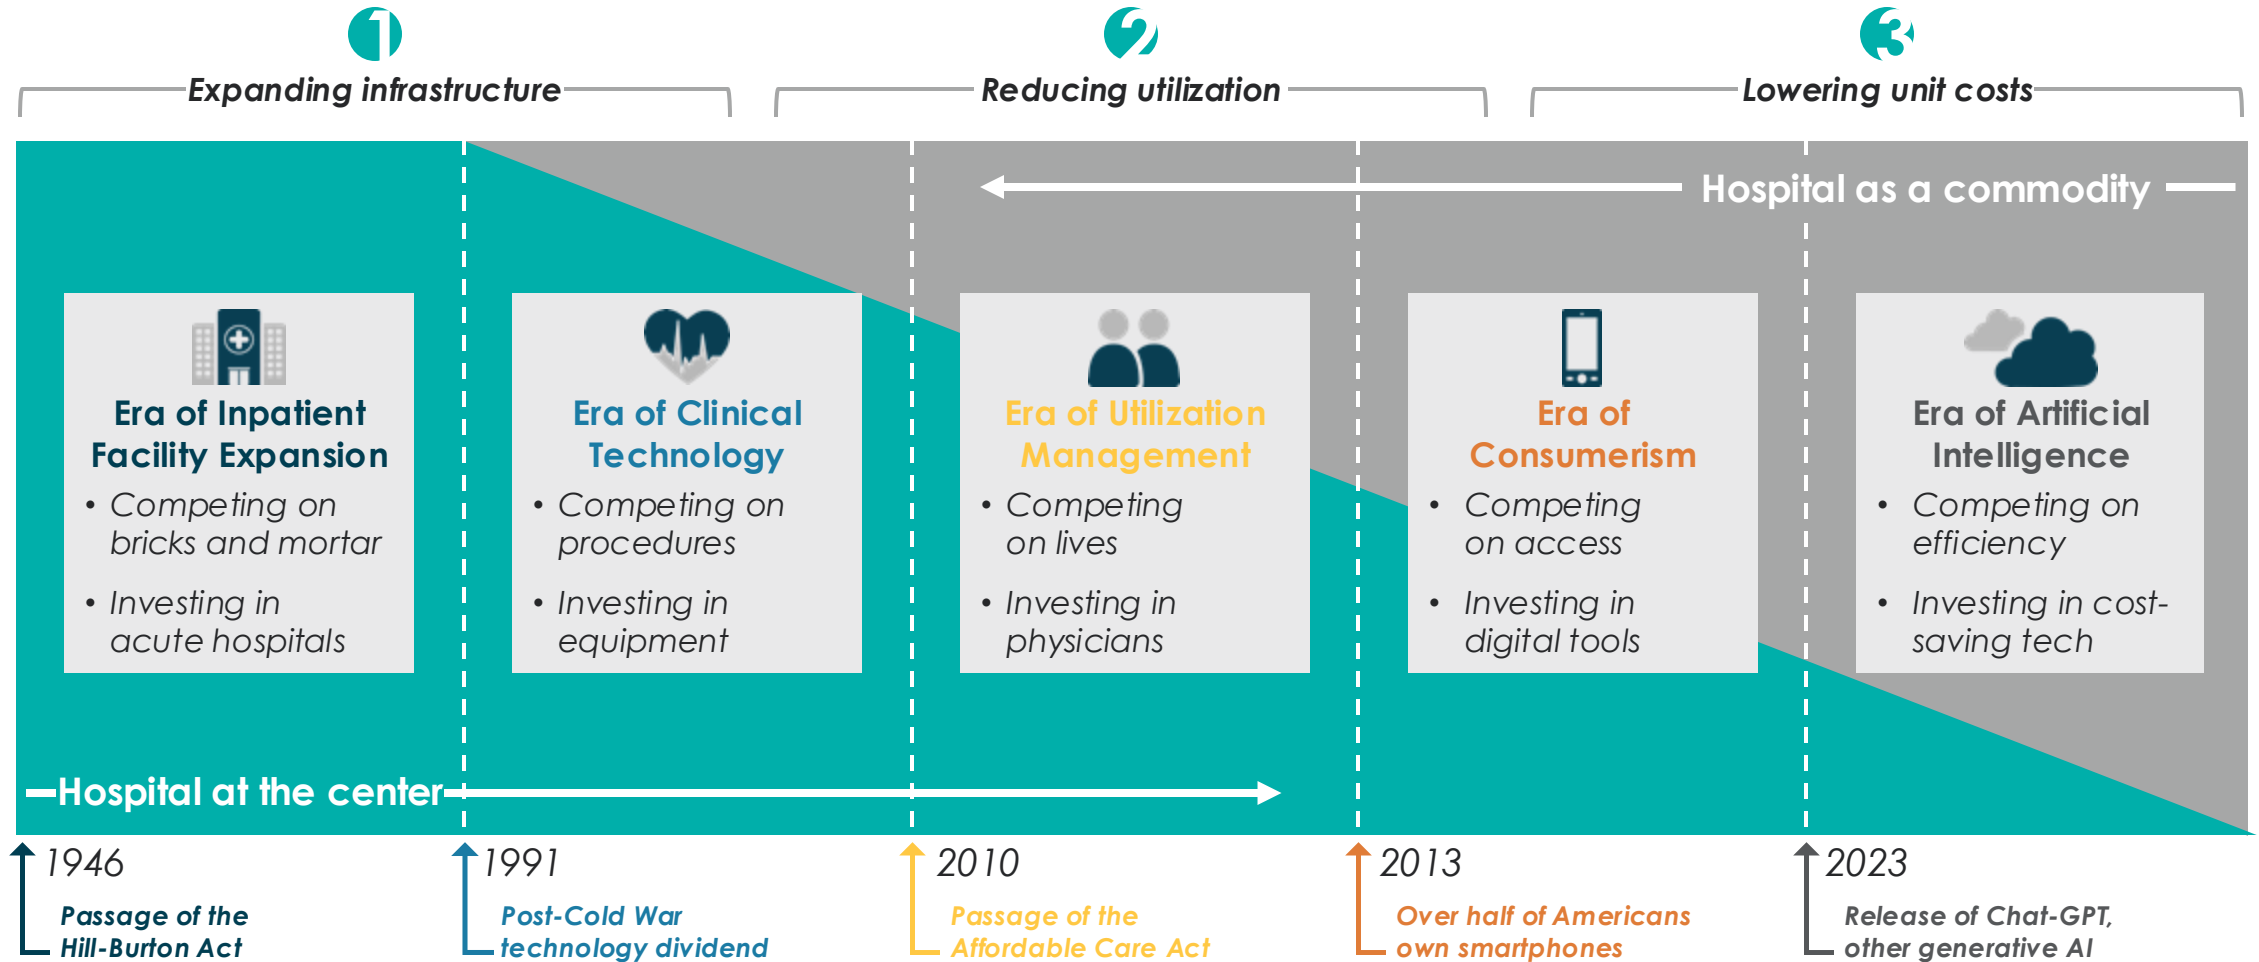 1
2
3
Expanding infrastructure
Reducing utilization
Lowering unit costs
Hospital as a commodity
Era of Inpatient
Facility Expansion
• Competing on
bricks and mortar
• Investing in
acute hospitals
Era of Clinical
Technology
• Competing on
procedures
• Investing in
equipment
Era of Utilization
Management
• Competing
on lives
• Investing in
physicians
Era of
Consumerism
• Competing
on access
• Investing in
digital tools
Era of Artificial
Intelligence
• Competing on
efficiency
• Investing in cost-
saving tech
Hospital at the center
1946
Passage of the
Hill-Burton Act
1991
Post-Cold War
technology dividend
2010
Passage of the
Affordable Care Act
2013
Over half of Americans
own smartphones
2023
Release of Chat-GPT,
other generative AI